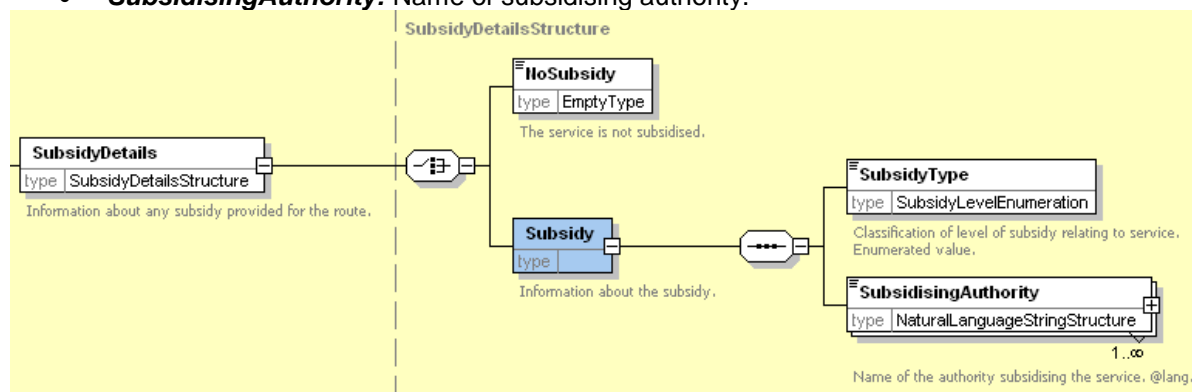 • SubsidisingAuthority: Name of subsidising authority.
SubsidyDetailsStructure
NoSubsidy
type EmptyType
The service is not subsidised.
SubsidyDetails
type SubsidyDetailsStructure
Information about any subsidy provided for the route.
Subsidy
type
Information about the subsidy.
SubsidyType
type SubsidyLevelEnumeration
Classification of level of subsidy relating to service.
Enumerated value.
SubsidisingAuthority
type NaturalLanguageStringStructure
1..∞
Name of the authority subsidising the service. @lang.